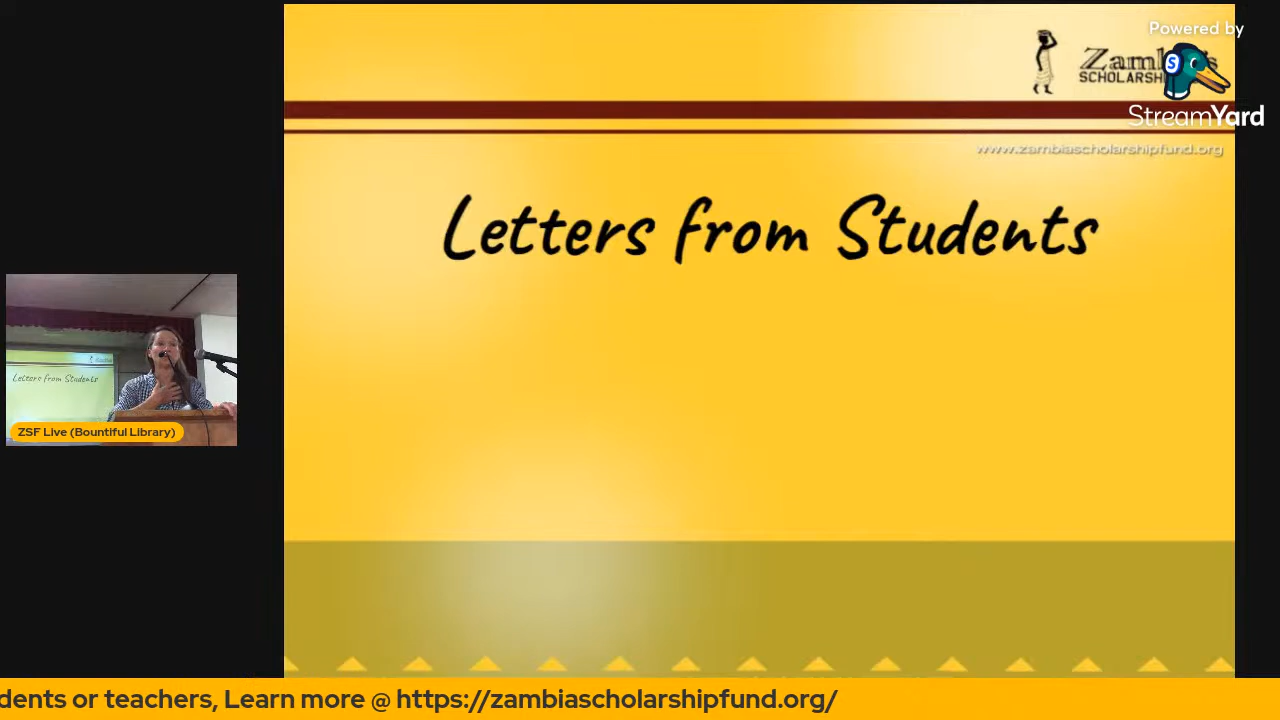 Powered by
SCHOLARSH
StreamYard
www.zambiascholarshipfund.org
Letters from Students
Letters from Students
ZSF Live (Bountiful Library)
dents or teachers, Learn more @ https://zambiascholarshipfund.org/